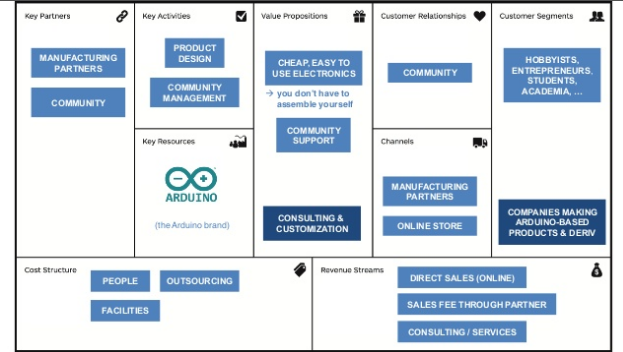 Key Partners
MANUFACTURING
PARTNERS
COMMUNITY
Key Activities
PRODUCT
DESIGN
COMMUNITY
MANAGEMENT
Key Resources
ARDUINO
(the Arduino brand)
Value Propositions
CHEAP, EASY TO
USE ELECTRONICS
→ you don't have to
assemble yourself
COMMUNITY
SUPPORT
CONSULTING &
CUSTOMIZATION
Customer Relationships
COMMUNITY
Channels
MANUFACTURING
PARTNERS
ONLINE STORE
Customer Segments
HOBBYISTS,
ENTREPRENEURS,
STUDENTS,
ACADEMIA, ...
COMPANIES MAKING
ARDUINO-BASED
PRODUCTS & DERIV
Cost Structure
PEOPLE
OUTSOURCING
FACILITIES
Revenue Streams
DIRECT SALES (ONLINE)
SALES FEE THROUGH PARTNER
CONSULTING / SERVICES